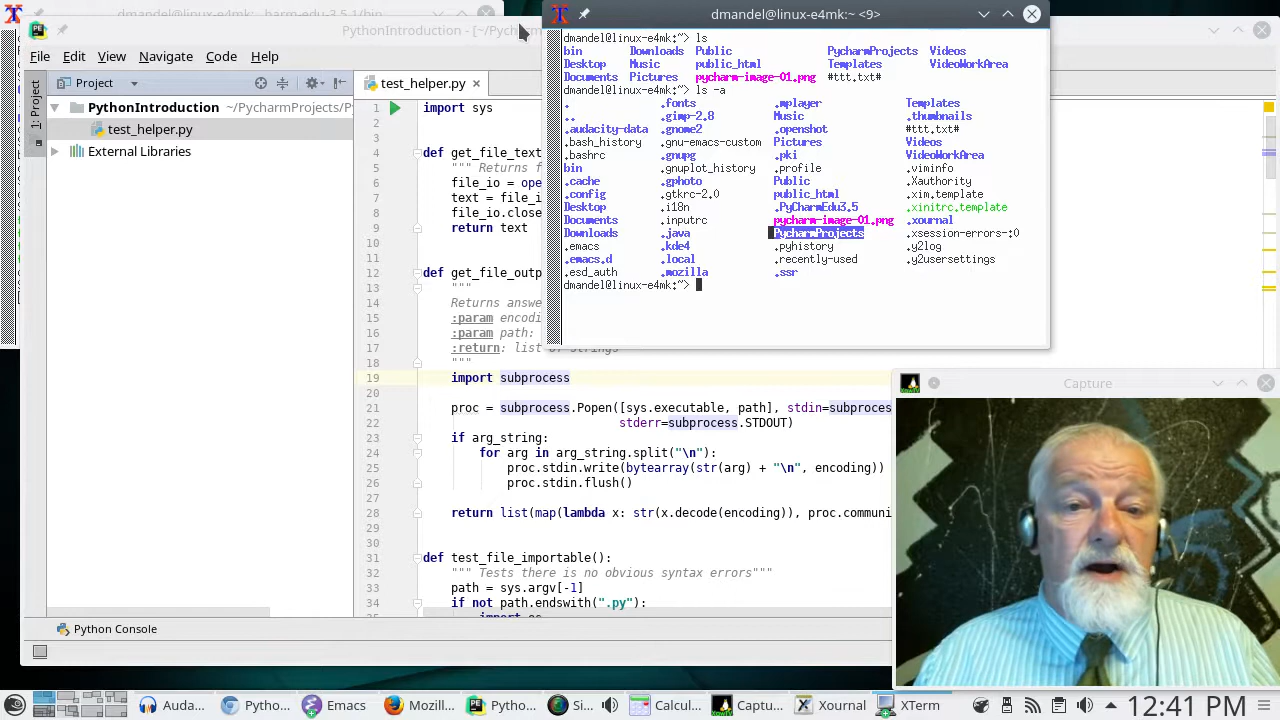 dmandel@linux-e4mk:~ <9>
File Edit View Navigate Code Help
Project
test_helper.py
1: Project
PythonIntroduction ~/PycharmProjects/P
test_helper.py
External Libraries
1 import sys
2
3
4 def get_file_text
5 """ Returns f
6 file_io = ope
7 text = file_i
8 file_io.close
9 return text
10
11
12 def get_file_outp
13 """
14 Returns answe
15 :param encodi
16 :param path:
17 :return: list of strings
18 """
19 import subprocess
20
21 proc = subprocess.Popen([sys.executable, path], stdin=subproces
22 stderr=subprocess.STDOUT)
23 if arg_string:
24 for arg in arg_string.split("\n"):
25 proc.stdin.write(bytearray(str(arg) + "\n", encoding))
26 proc.stdin.flush()
27
28 return list(map(lambda x: str(x.decode(encoding)), proc.communi
29
30
31 def test_file_importable():
32 """ Tests there is no obvious syntax errors"""
33 path = sys.argv[-1]
34 if not path.endswith(".py"):
35 import os
dmandel@linux-e4mk:~> ls
bin Downloads Public PycharmProjects Videos
Desktop Music public_html Templates VideoWorkArea
Documents Pictures pycharm-image-01.png #ttt.txt#
dmandel@linux-e4mk:~> ls -a
. .fonts .mplayer Templates
.. .gimp-2.8 Music .thumbnails
.audacity-data .gnome2 .openshot #ttt.txt#
.bash_history .gnu-emacs-custom Pictures Videos
.bashrc .gnupg .pki VideoWorkArea
bin .gnuplot_history .profile .viminfo
.cache .gphoto Public .Xauthority
.config .gtkrc-2.0 public_html .xim.template
Desktop .i18n .PyCharmEdu3.5 .xinitrc.template
Documents .inputrc pycharm-image-01.png .xournal
Downloads .java PycharmProjects .xsession-errors-:0
.emacs .kde4 .pyhistory .y2log
.emacs.d .local .recently-used .y2usersettings
.esd_auth .mozilla .ssr
dmandel@linux-e4mk:~>
Capture
Python Console
Audi... Pytho... Emac Mozill... Pytho... Si... Calcul... Captu... Xournal XTerm 12:41 PM